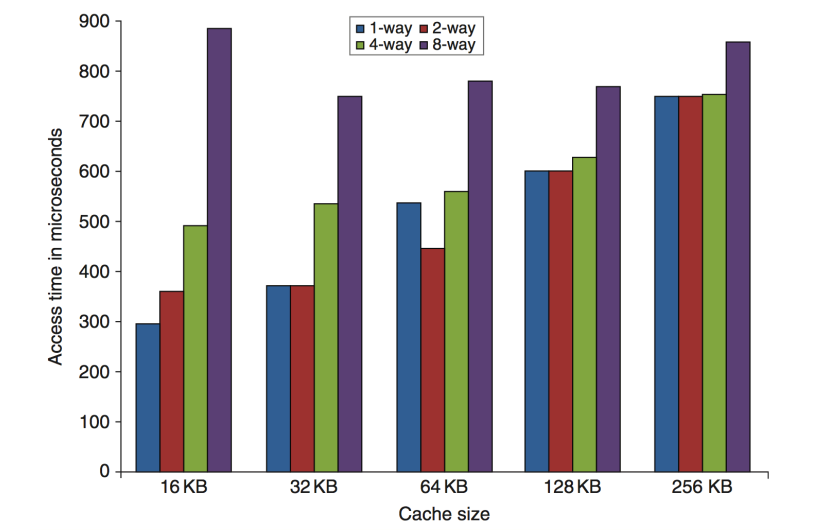 900
800
700
600
500
400
300
200
100
0
Access time in microseconds
1-way 2-way
4-way 8-way
16 KB 32 KB 64 KB 128 KB 256 KB
Cache size